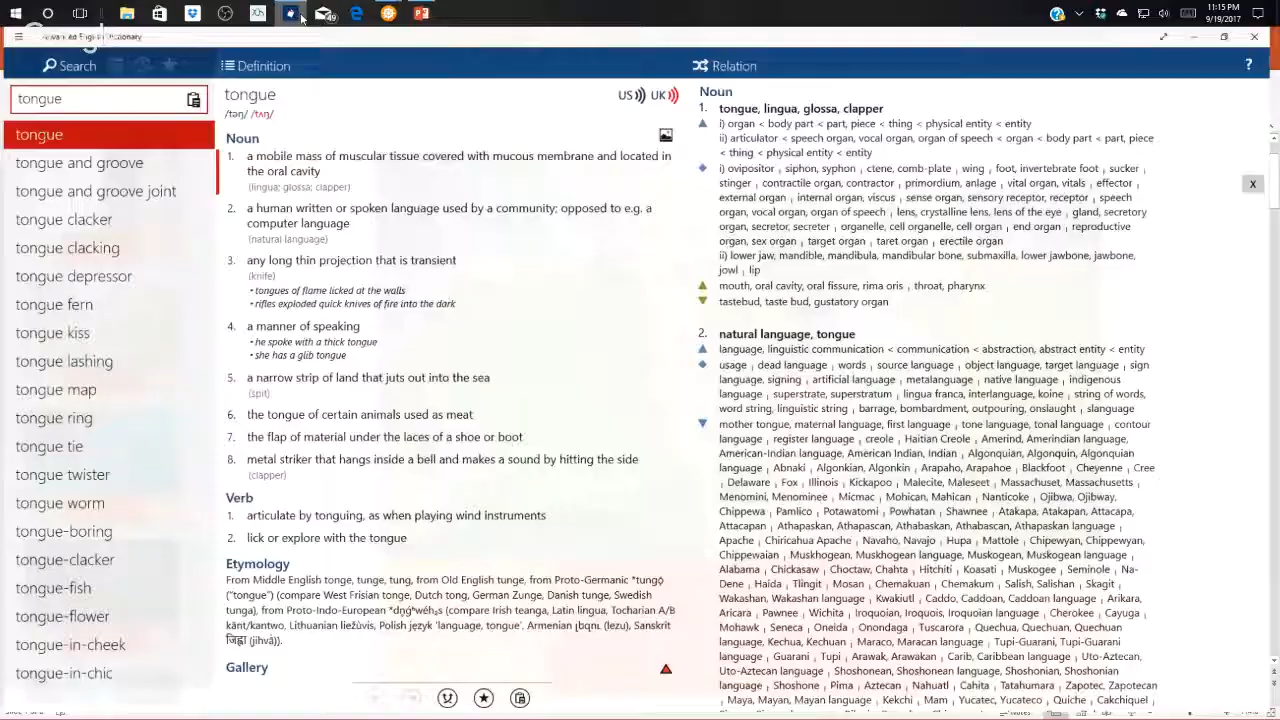 11:15 PM
9/19/2017
49
Search
Definition
Relation
?
tongue
tongue
tongue and groove
tongue and groove joint
tongue clacker
tongue clacking
tongue depressor
tongue fern
tongue kiss
tongue lashing
tongue map
tongue ring
tongue tie
tongue twister
tongue worm
tongue-boring
tongue-clacker
tongue-fish
tongue-flower
tongue-in-cheek
tongue-in-chic
tongue
US UK
/təŋ/ /tʌŋ/
Noun
1. a mobile mass of muscular tissue covered with mucous membrane and located in
the oral cavity
(lingua; glossa; clapper)
2. a human written or spoken language used by a community; opposed to e.g. a
computer language
(natural language)
3. any long thin projection that is transient
(knife)
• tongues of flame licked at the walls
• rifles exploded quick knives of fire into the dark
4. a manner of speaking
• he spoke with a thick tongue
• she has a glib tongue
5. a narrow strip of land that juts out into the sea
(spit)
6. the tongue of certain animals used as meat
7. the flap of material under the laces of a shoe or boot
8. metal striker that hangs inside a bell and makes a sound by hitting the side
(clapper)
Verb
1. articulate by tonguing, as when playing wind instruments
2. lick or explore with the tongue
Etymology
From Middle English tonge, tunge, tung, from Old English tunge, from Proto-Germanic *tungǭ
(“tongue”) (compare West Frisian tonge, Dutch tong, German Zunge, Danish tunge, Swedish
tunga), from Proto-Indo-European *dn̥ǵʰwéh₂s (compare Irish teanga, Latin lingua, Tocharian A/B
käntu/kantwo, Lithuanian liežùvis, Polish język ‘language, tongue’. Armenian լեզու (lezu), Sanskrit
जिह्वा (jihvā)).
Gallery
Noun
1. tongue, lingua, glossa, clapper
i) organ < body part < part, piece < thing < physical entity < entity
ii) articulator < speech organ, vocal organ, organ of speech < organ < body part < part, piece
< thing < physical entity < entity
i) ovipositor ╷ siphon, syphon ╷ ctene, comb-plate ╷ wing ╷ foot, invertebrate foot ╷ sucker ╷
stinger ╷ contractile organ, contractor ╷ primordium, anlage ╷ vital organ, vitals ╷ effector ╷
external organ ╷ internal organ, viscus ╷ sense organ, sensory receptor, receptor ╷ speech
organ, vocal organ, organ of speech ╷ lens, crystalline lens, lens of the eye ╷ gland, secretory
organ, secretor, secreter ╷ organelle, cell organelle, cell organ ╷ end organ ╷ reproductive
organ, sex organ ╷ target organ ╷ taret organ ╷ erectile organ
ii) lower jaw, mandible, mandibula, mandibular bone, submaxilla, lower jawbone, jawbone,
jowl ╷ lip
mouth, oral cavity, oral fissure, rima oris ╷ throat, pharynx
tastebud, taste bud, gustatory organ
2. natural language, tongue
language, linguistic communication < communication < abstraction, abstract entity < entity
usage ╷ dead language ╷ words ╷ source language ╷ object language, target language ╷ sign
language, signing ╷ artificial language ╷ metalanguage ╷ native language ╷ indigenous
language ╷ superstrate, superstratum ╷ lingua franca, interlanguage, koine ╷ string of words,
word string, linguistic string ╷ barrage, bombardment, outpouring, onslaught ╷ slanguage
mother tongue, maternal language, first language ╷ tone language, tonal language ╷ contour
language ╷ register language ╷ creole ╷ Haitian Creole ╷ Amerind, Amerindian language,
American-Indian language, American Indian, Indian ╷ Algonquian, Algonquin, Algonquian
language ╷ Abnaki ╷ Algonkian, Algonkin ╷ Arapaho, Arapahoe ╷ Blackfoot ╷ Cheyenne ╷ Cree
╷ Delaware ╷ Fox ╷ Illinois ╷ Kickapoo ╷ Malecite, Maleseet ╷ Massachuset, Massachusetts ╷
Menomini, Menominee ╷ Micmac ╷ Mohican, Mahican ╷ Nanticoke ╷ Ojibwa, Ojibway,
Chippewa ╷ Pamlico ╷ Potawatomi ╷ Powhatan ╷ Shawnee ╷ Atakapa, Atakapan, Attacapa,
Attacapan ╷ Athapaskan, Athapascan, Athabaskan, Athabascan, Athapaskan language ╷
Apache ╷ Chiricahua Apache ╷ Navaho, Navajo ╷ Hupa ╷ Mattole ╷ Chipewyan, Chippewyan,
Chippewaian ╷ Muskhogean, Muskhogean language, Muskogean, Muskogean language ╷
Alabama ╷ Chickasaw ╷ Choctaw, Chahta ╷ Hitchiti ╷ Koasati ╷ Muskogee ╷ Seminole ╷ Na-
Dene ╷ Haida ╷ Tlingit ╷ Mosan ╷ Chemakuan ╷ Chemakum ╷ Salish, Salishan ╷ Skagit ╷
Wakashan, Wakashan language ╷ Kwakiutl ╷ Caddo, Caddoan, Caddoan language ╷ Arikara,
Aricara ╷ Pawnee ╷ Wichita ╷ Iroquoian, Iroquois, Iroquoian language ╷ Cherokee ╷ Cayuga ╷
Mohawk ╷ Seneca ╷ Oneida ╷ Onondaga ╷ Tuscarora ╷ Quechua, Quechuan, Quechuan
language, Kechua, Kechuan ╷ Maraco, Maracan language ╷ Tupi-Guarani, Tupi-Guarani
language ╷ Guarani ╷ Tupi ╷ Arawak, Arawakan ╷ Carib, Caribbean language ╷ Uto-Aztecan,
Uto-Aztecan language ╷ Shoshonean, Shoshonean language, Shoshonian, Shoshonian
language ╷ Shoshone ╷ Pima ╷ Aztecan ╷ Nahuatl ╷ Cahita ╷ Tatahumara ╷ Zapotec, Zapotecan
╷ Maya, Mayan, Mayan language ╷ Kekchi ╷ Mam ╷ Yucatec, Yucateco ╷ Quiche ╷ Cakchiquel ╷
X